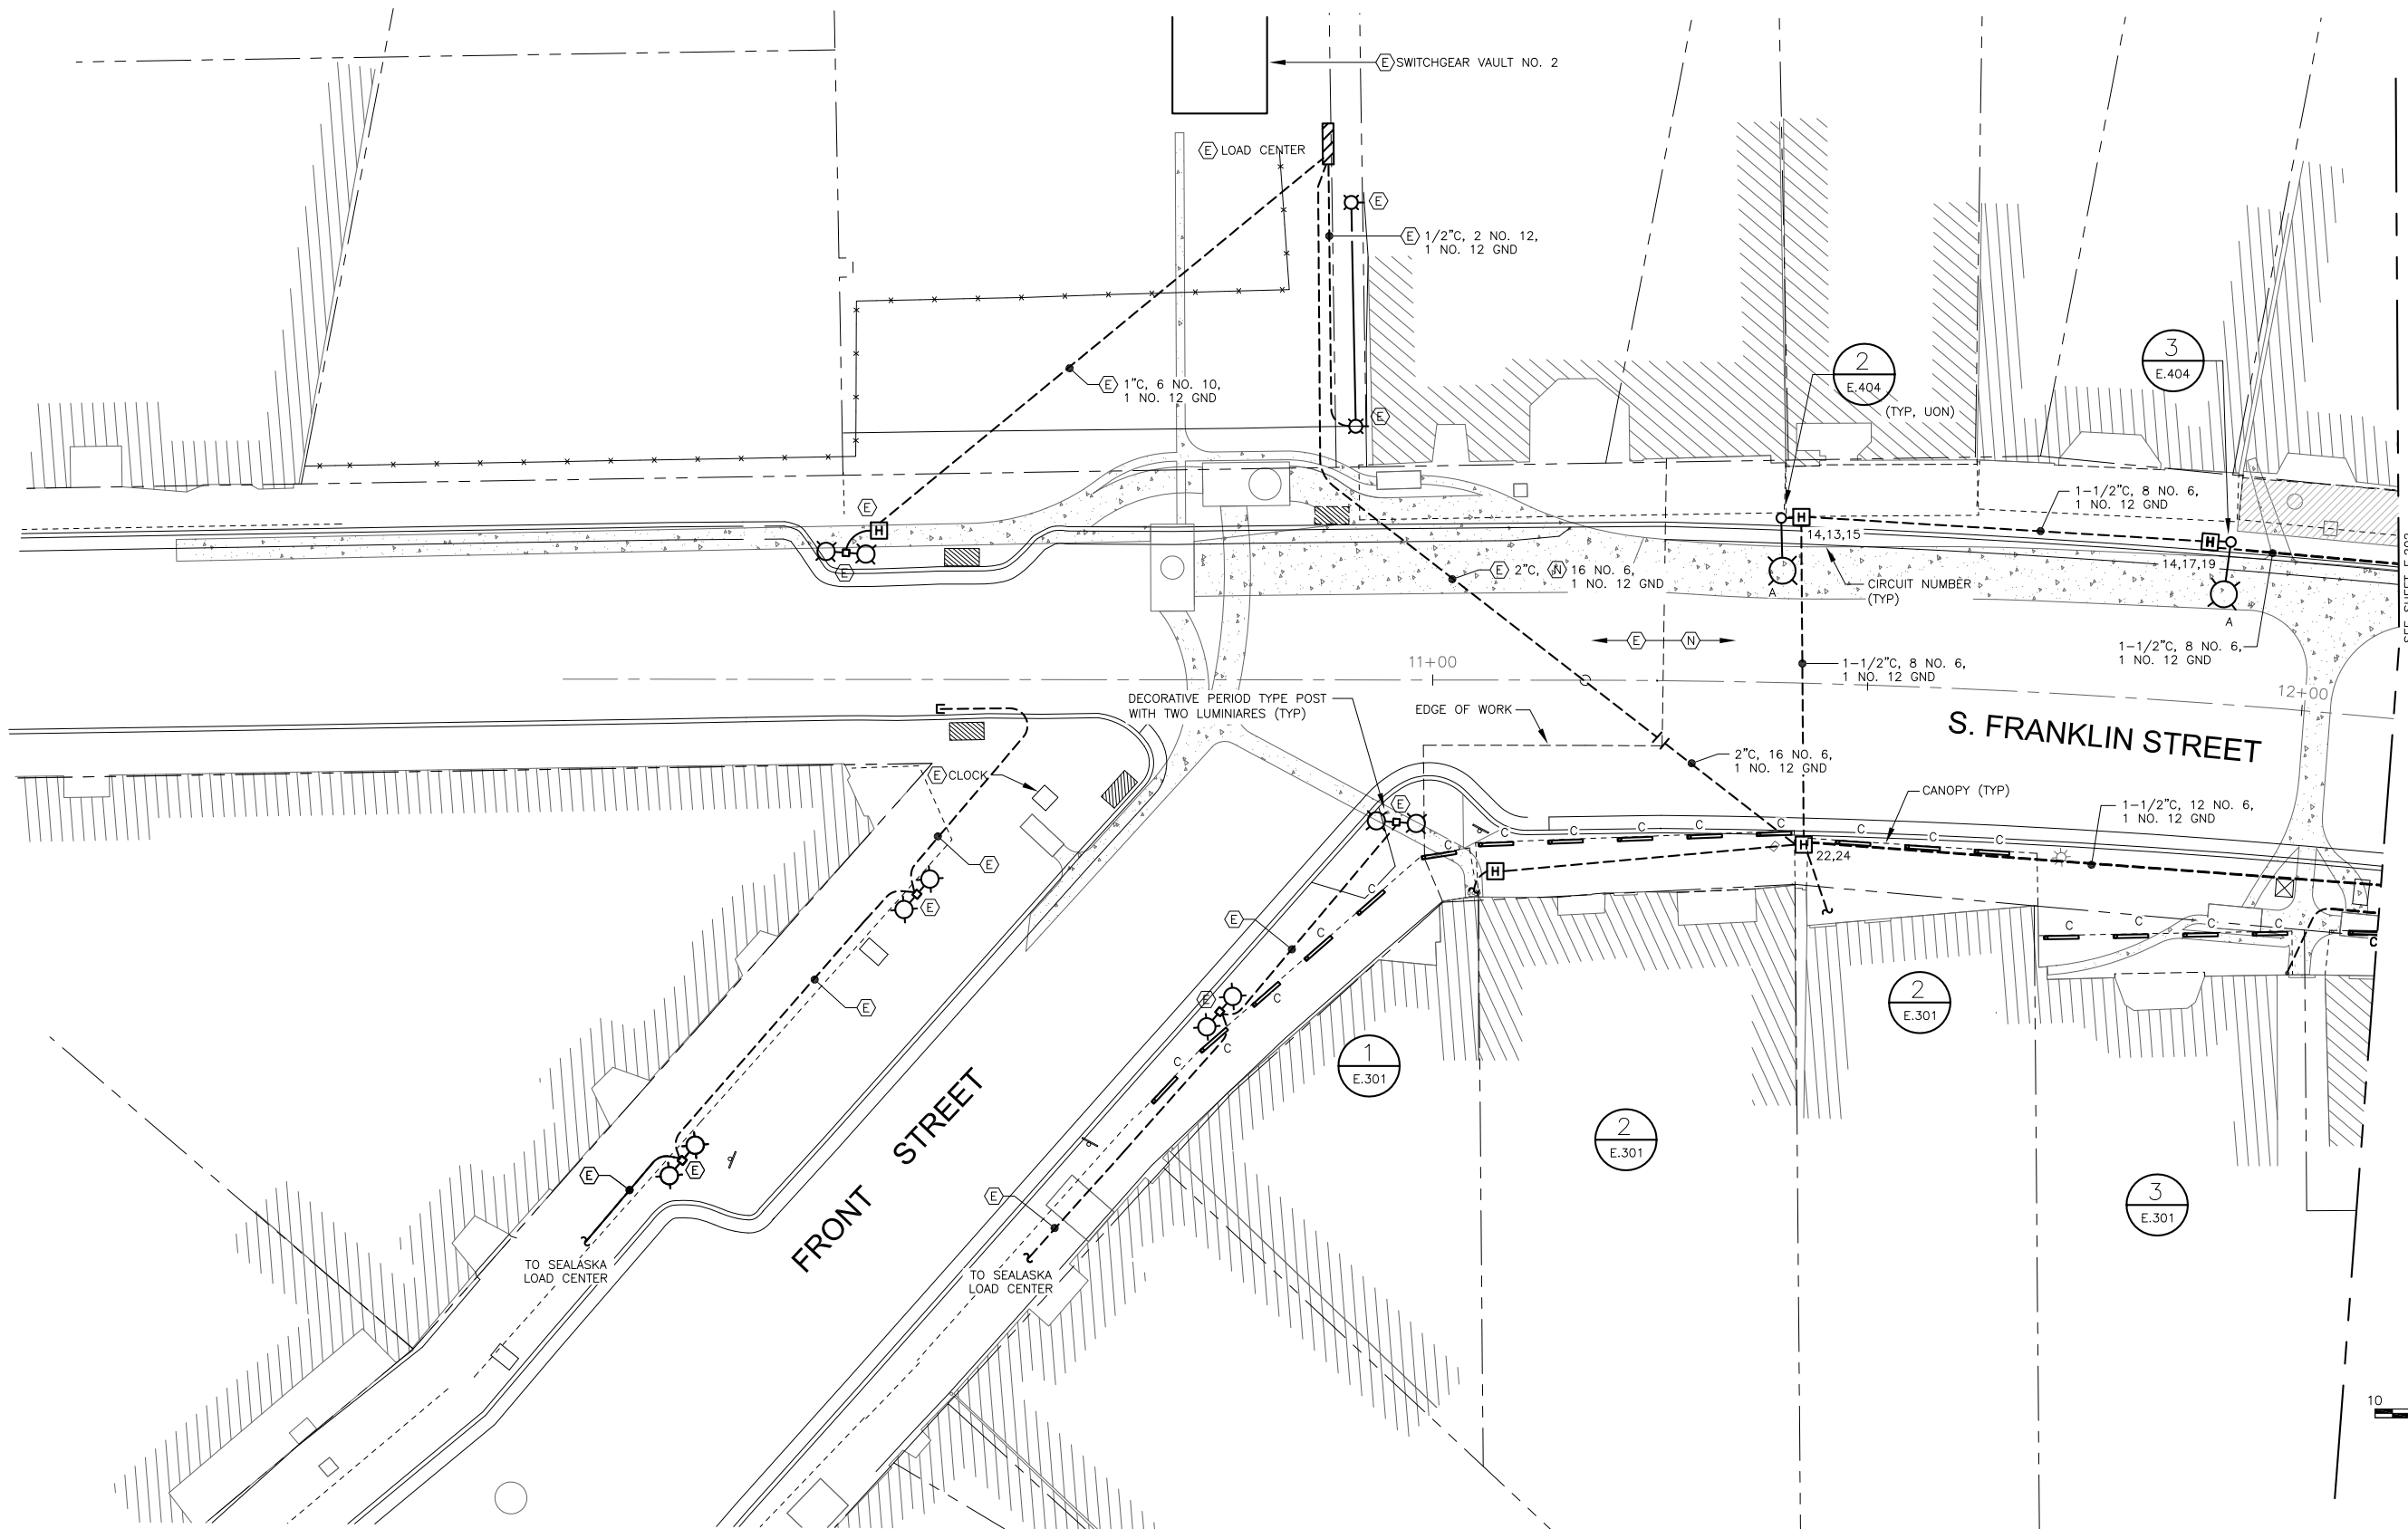 E SWITCHGEAR VAULT NO. 2
E LOAD CENTER
E
E 1/2"C, 2 NO. 12,
1 NO. 12 GND
E 1"C, 6 NO. 10,
1 NO. 12 GND
E
2
E.404
(TYP, UON)
3
E.404
E
H
E
H
14,13,15
1-1/2"C, 8 NO. 6,
1 NO. 12 GND
H
14,17,19
E 2"C, N 16 NO. 6,
1 NO. 12 GND
A
CIRCUIT NUMBER
(TYP)
A
E N
1-1/2"C, 8 NO. 6,
1 NO. 12 GND
1-1/2"C, 8 NO. 6,
1 NO. 12 GND
11+00
12+00
DECORATIVE PERIOD TYPE POST
WITH TWO LUMINIARES (TYP)
EDGE OF WORK
S. FRANKLIN STREET
2"C, 16 NO. 6,
1 NO. 12 GND
E CLOCK
CANOPY (TYP)
1-1/2"C, 12 NO. 6,
1 NO. 12 GND
E
C C C C C C C C C C
H
22,24
H
E
E
C
E
C
C C C C C
C
E
E
C
2
E.301
1
E.301
C
C
2
E.301
FRONT STREET
E
E
E
3
E.301
TO SEALASKA
LOAD CENTER
TO SEALASKA
LOAD CENTER
10